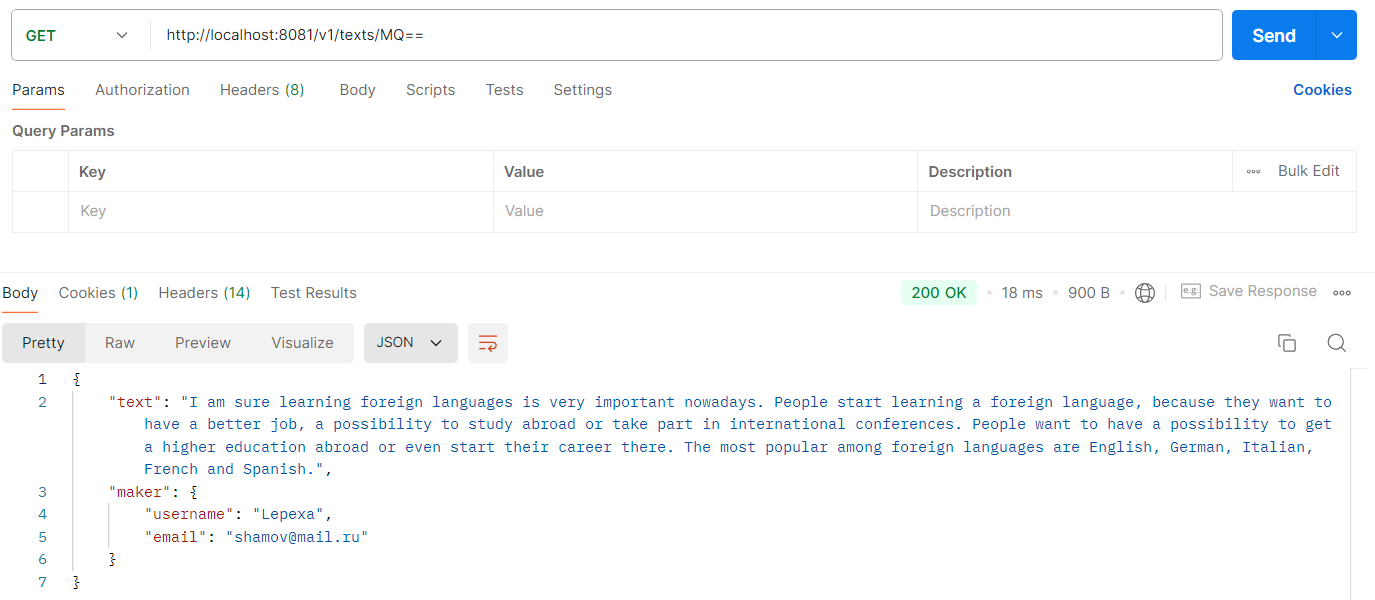 GET http://localhost:8081/v1/texts/MQ== Send
Params Authorization Headers (8) Body Scripts Tests Settings Cookies
Query Params
Key Value Description Bulk Edit
Key Value Description
Body Cookies (1) Headers (14) Test Results 200 OK 18 ms 900 B e.g. Save Response
Pretty Raw Preview Visualize JSON
1 {
2 "text": "I am sure learning foreign languages is very important nowadays. People start learning a foreign language, because they want to
have a better job, a possibility to study abroad or take part in international conferences. People want to have a possibility to get
a higher education abroad or even start their career there. The most popular among foreign languages are English, German, Italian,
French and Spanish.",
3 "maker": {
4 "username": "Lepexa",
5 "email": "shamov@mail.ru"
6 }
7 }